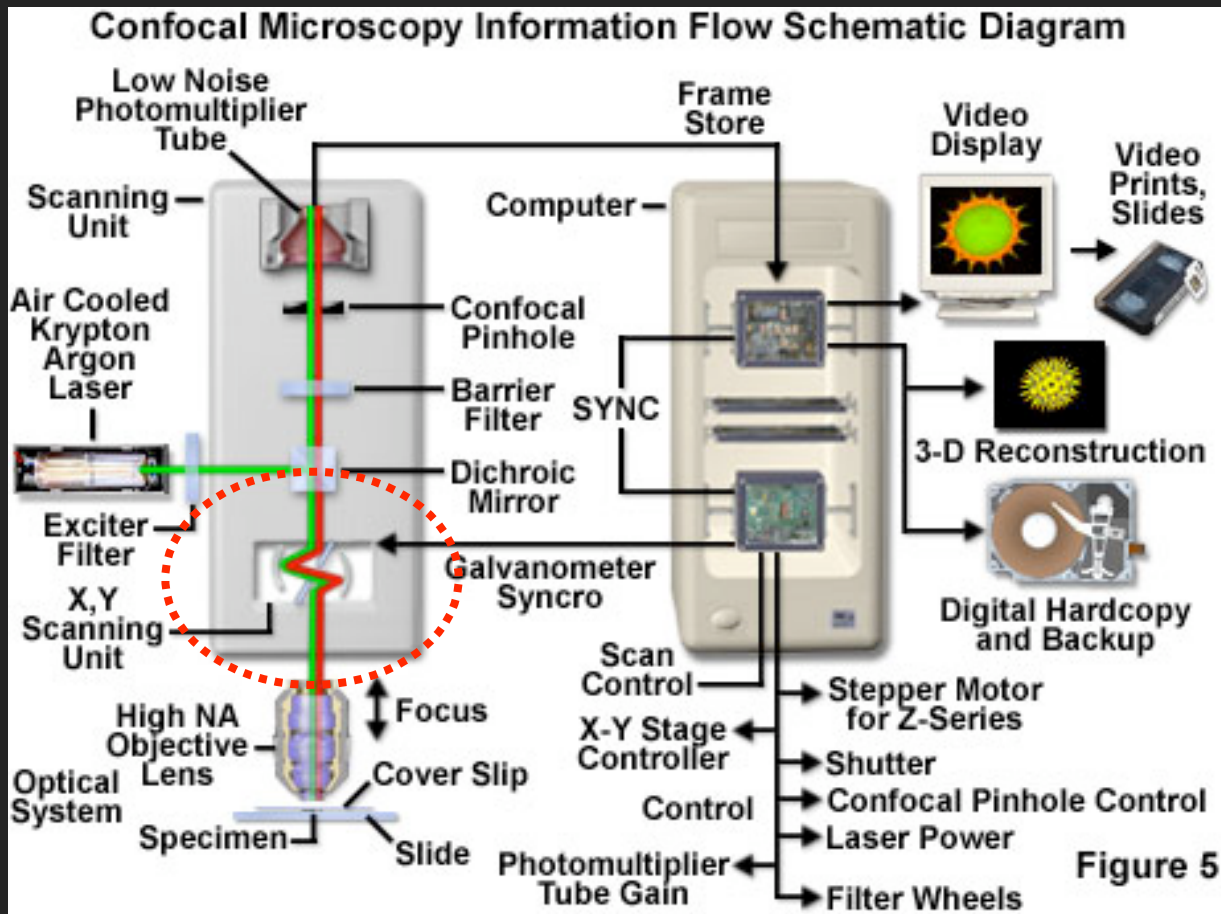 Confocal Microscopy Information Flow Schematic Diagram
Low Noise
Photomultiplier
Tube
Frame
Store
Video
Display
Video
Prints,
Slides
Scanning
Unit
Computer
Air Cooled
Krypton
Argon
Laser
Confocal
Pinhole
Barrier
Filter
SYNC
3-D Reconstruction
Dichroic
Mirror
Exciter
Filter
Galvanometer
Syncro
X,Y
Scanning
Unit
Digital Hardcopy
and Backup
Scan
Control
Focus
High NA
Objective
Lens
Stepper Motor
for Z-Series
X-Y Stage
Controller
Optical
System
Cover Slip
Shutter
Control
Confocal Pinhole Control
Specimen
Slide
Laser Power
Photomultiplier
Tube Gain
Filter Wheels
Figure 5